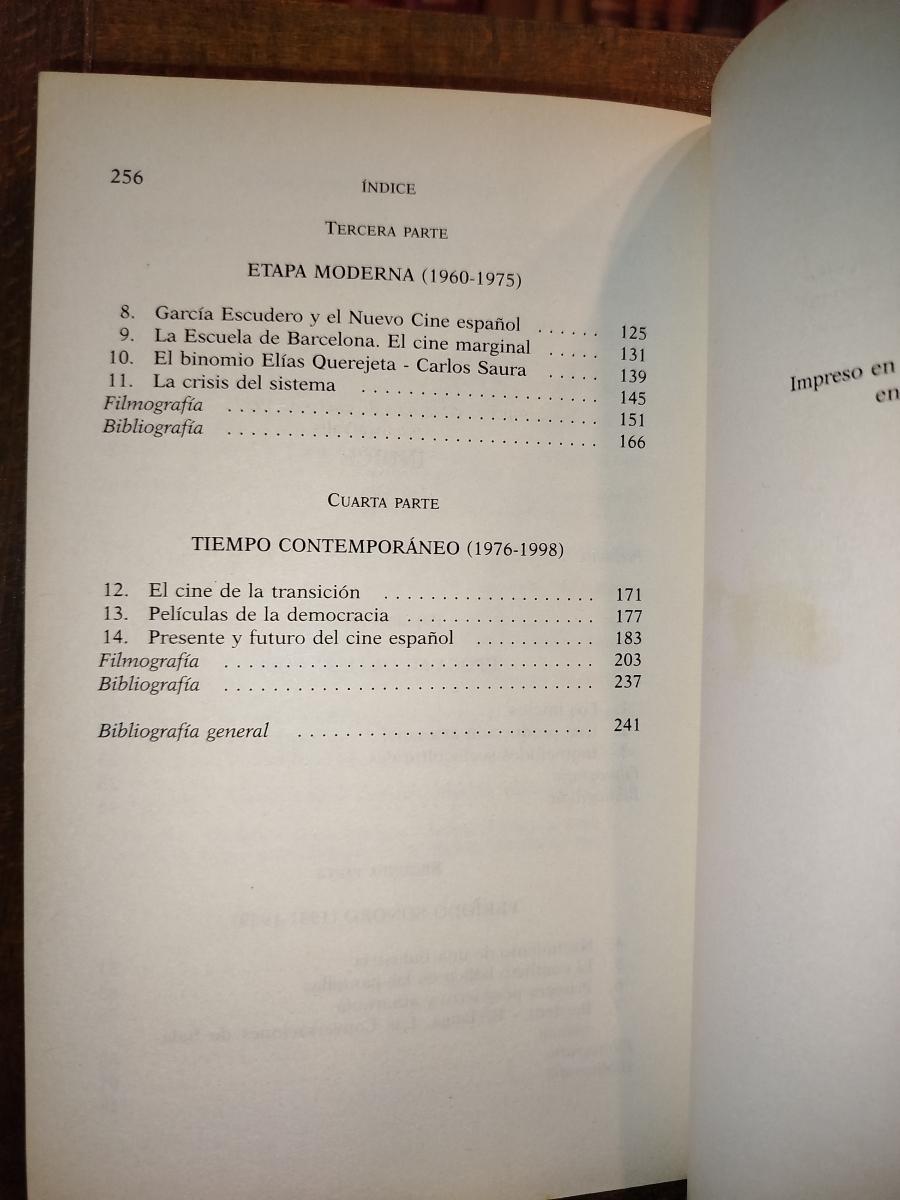 256
ÍNDICE
TERCERA PARTE
ETAPA MODERNA (1960-1975)
8. García Escudero y el Nuevo Cine español . . . . . . 125
9. La Escuela de Barcelona. El cine marginal . . . . . 131
10. El binomio Elías Querejeta - Carlos Saura . . . . . 139
11. La crisis del sistema . . . . . . . . . . . . . . . . . . . . 145
Filmografía . . . . . . . . . . . . . . . . . . . . . . . . . . . . . . 151
Bibliografía . . . . . . . . . . . . . . . . . . . . . . . . . . . . . . 166
CUARTA PARTE
TIEMPO CONTEMPORÁNEO (1976-1998)
12. El cine de la transición . . . . . . . . . . . . . . . . . . 171
13. Películas de la democracia . . . . . . . . . . . . . . . . 177
14. Presente y futuro del cine español . . . . . . . . . . 183
Filmografía . . . . . . . . . . . . . . . . . . . . . . . . . . . . . . 203
Bibliografía . . . . . . . . . . . . . . . . . . . . . . . . . . . . . . 237
Bibliografía general . . . . . . . . . . . . . . . . . . . . . . . . 241
Impreso en
en